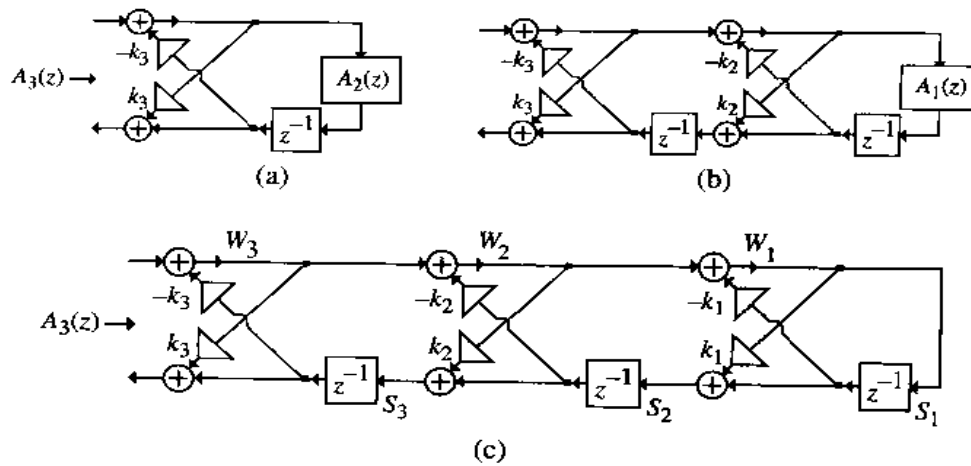 −k₃
A₃(z)
k₃
A₂(z)
z⁻¹
(a)
−k₃
k₃
z⁻¹
−k₂
k₂
A₁(z)
z⁻¹
(b)
W₃
W₂
W₁
−k₃
−k₂
−k₁
A₃(z)
k₃
k₂
k₁
z⁻¹
z⁻¹
z⁻¹
S₃
S₂
S₁
(c)